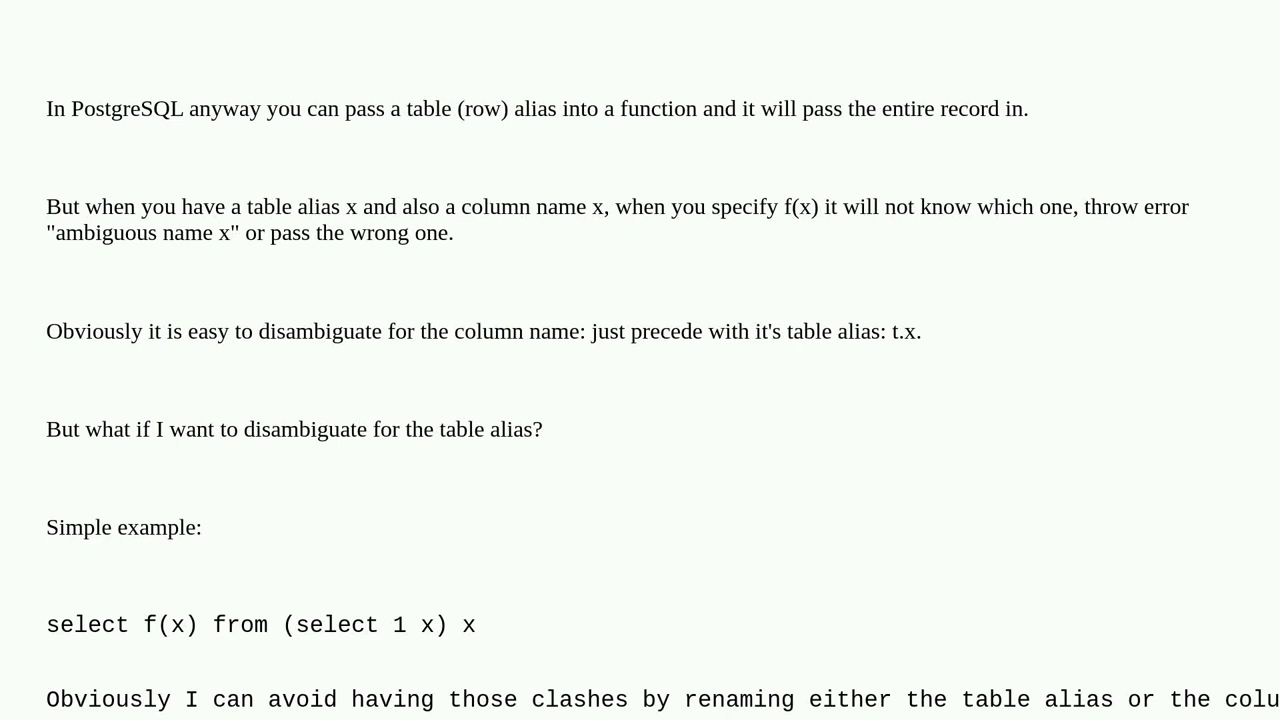 In PostgreSQL anyway you can pass a table (row) alias into a function and it will pass the entire record in.
But when you have a table alias x and also a column name x, when you specify f(x) it will not know which one, throw error
"ambiguous name x" or pass the wrong one.
Obviously it is easy to disambiguate for the column name: just precede with it's table alias: t.x.
But what if I want to disambiguate for the table alias?
Simple example:
select f(x) from (select 1 x) x
Obviously I can avoid having those clashes by renaming either the table alias or the colu